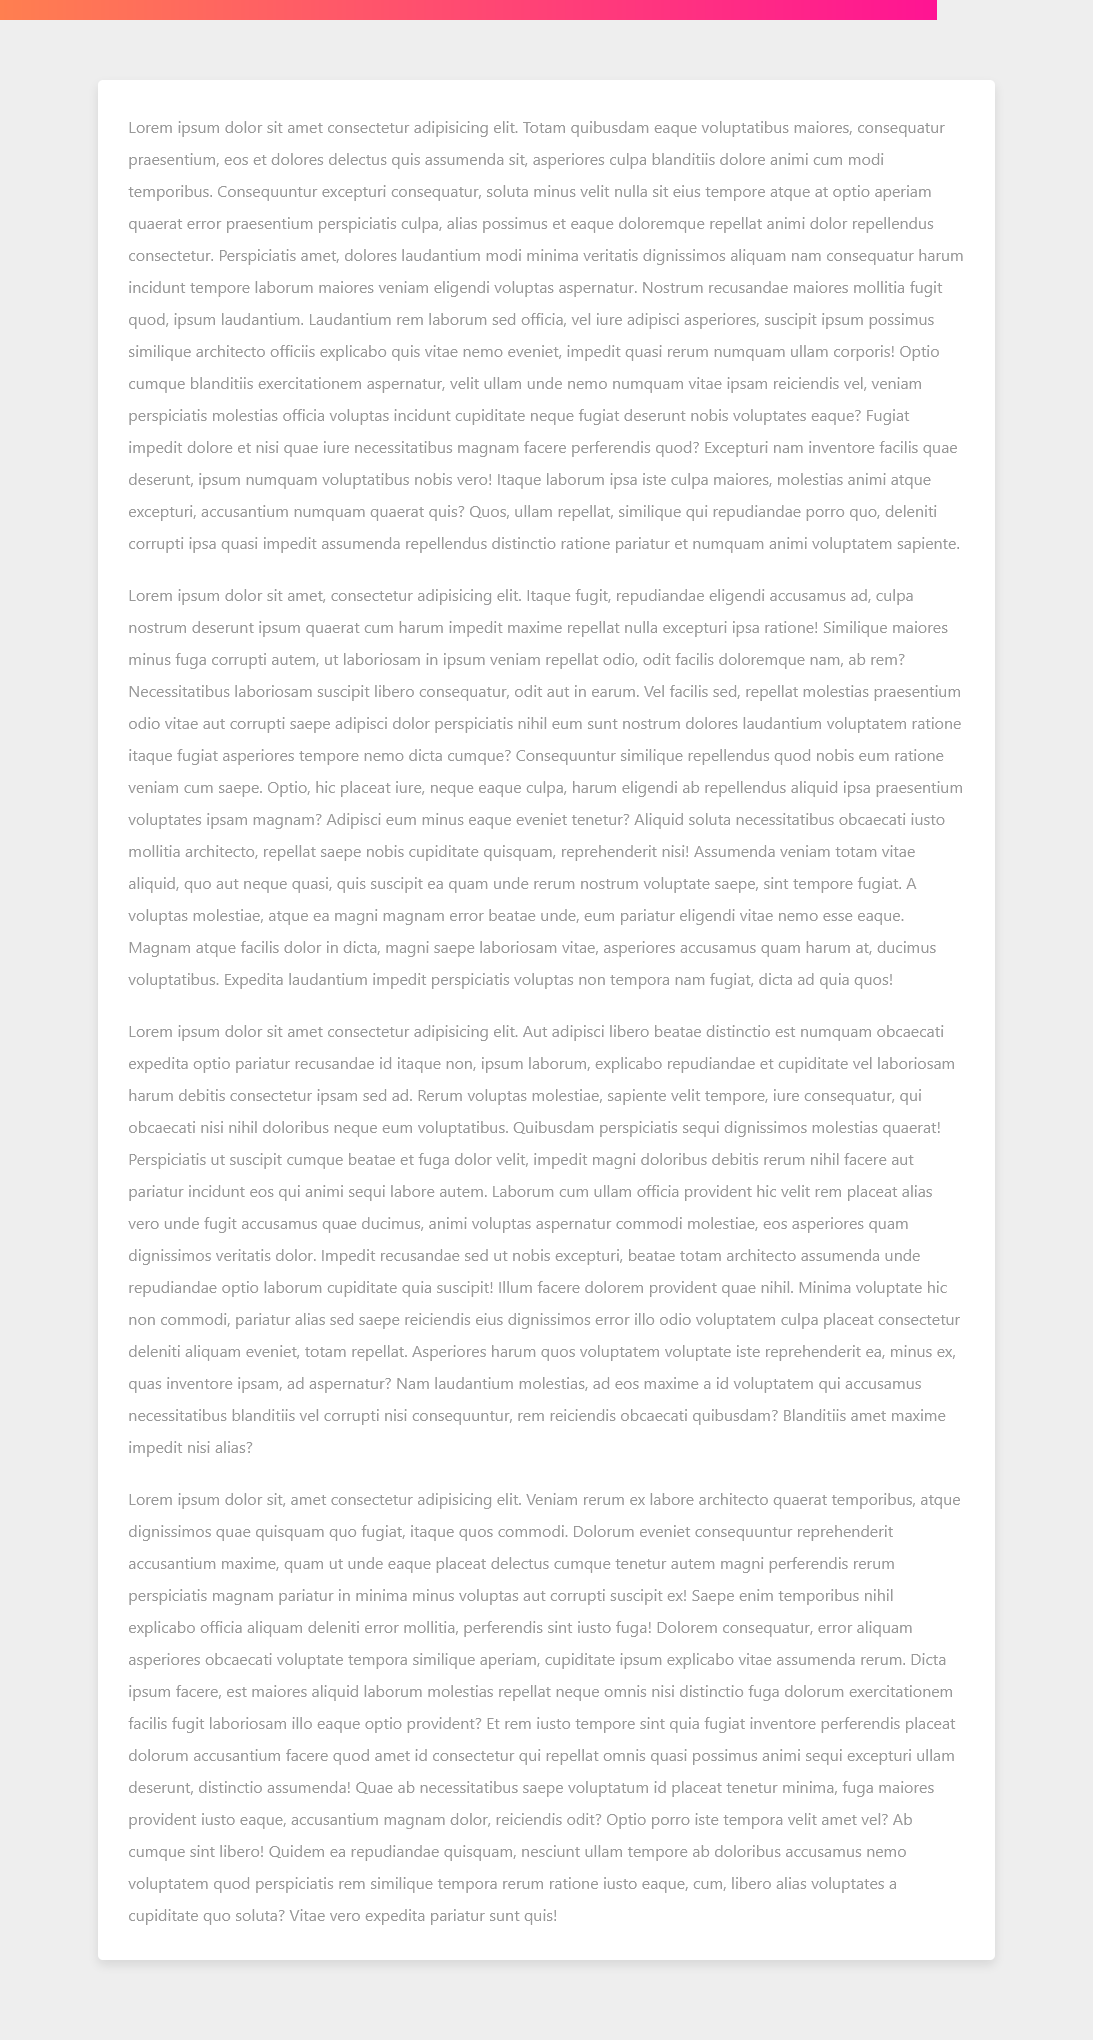 Lorem ipsum dolor sit amet consectetur adipisicing elit. Totam quibusdam eaque voluptatibus maiores, consequatur
praesentium, eos et dolores delectus quis assumenda sit, asperiores culpa blanditiis dolore animi cum modi
temporibus. Consequuntur excepturi consequatur, soluta minus velit nulla sit eius tempore atque at optio aperiam
quaerat error praesentium perspiciatis culpa, alias possimus et eaque doloremque repellat animi dolor repellendus
consectetur. Perspiciatis amet, dolores laudantium modi minima veritatis dignissimos aliquam nam consequatur harum
incidunt tempore laborum maiores veniam eligendi voluptas aspernatur. Nostrum recusandae maiores mollitia fugit
quod, ipsum laudantium. Laudantium rem laborum sed officia, vel iure adipisci asperiores, suscipit ipsum possimus
similique architecto officiis explicabo quis vitae nemo eveniet, impedit quasi rerum numquam ullam corporis! Optio
cumque blanditiis exercitationem aspernatur, velit ullam unde nemo numquam vitae ipsam reiciendis vel, veniam
perspiciatis molestias officia voluptas incidunt cupiditate neque fugiat deserunt nobis voluptates eaque? Fugiat
impedit dolore et nisi quae iure necessitatibus magnam facere perferendis quod? Excepturi nam inventore facilis quae
deserunt, ipsum numquam voluptatibus nobis vero! Itaque laborum ipsa iste culpa maiores, molestias animi atque
excepturi, accusantium numquam quaerat quis? Quos, ullam repellat, similique qui repudiandae porro quo, deleniti
corrupti ipsa quasi impedit assumenda repellendus distinctio ratione pariatur et numquam animi voluptatem sapiente.
Lorem ipsum dolor sit amet, consectetur adipisicing elit. Itaque fugit, repudiandae eligendi accusamus ad, culpa
nostrum deserunt ipsum quaerat cum harum impedit maxime repellat nulla excepturi ipsa ratione! Similique maiores
minus fuga corrupti autem, ut laboriosam in ipsum veniam repellat odio, odit facilis doloremque nam, ab rem?
Necessitatibus laboriosam suscipit libero consequatur, odit aut in earum. Vel facilis sed, repellat molestias praesentium
odio vitae aut corrupti saepe adipisci dolor perspiciatis nihil eum sunt nostrum dolores laudantium voluptatem ratione
itaque fugiat asperiores tempore nemo dicta cumque? Consequuntur similique repellendus quod nobis eum ratione
veniam cum saepe. Optio, hic placeat iure, neque eaque culpa, harum eligendi ab repellendus aliquid ipsa praesentium
voluptates ipsam magnam? Adipisci eum minus eaque eveniet tenetur? Aliquid soluta necessitatibus obcaecati iusto
mollitia architecto, repellat saepe nobis cupiditate quisquam, reprehenderit nisi! Assumenda veniam totam vitae
aliquid, quo aut neque quasi, quis suscipit ea quam unde rerum nostrum voluptate saepe, sint tempore fugiat. A
voluptas molestiae, atque ea magni magnam error beatae unde, eum pariatur eligendi vitae nemo esse eaque.
Magnam atque facilis dolor in dicta, magni saepe laboriosam vitae, asperiores accusamus quam harum at, ducimus
voluptatibus. Expedita laudantium impedit perspiciatis voluptas non tempora nam fugiat, dicta ad quia quos!
Lorem ipsum dolor sit amet consectetur adipisicing elit. Aut adipisci libero beatae distinctio est numquam obcaecati
expedita optio pariatur recusandae id itaque non, ipsum laborum, explicabo repudiandae et cupiditate vel laboriosam
harum debitis consectetur ipsam sed ad. Rerum voluptas molestiae, sapiente velit tempore, iure consequatur, qui
obcaecati nisi nihil doloribus neque eum voluptatibus. Quibusdam perspiciatis sequi dignissimos molestias quaerat!
Perspiciatis ut suscipit cumque beatae et fuga dolor velit, impedit magni doloribus debitis rerum nihil facere aut
pariatur incidunt eos qui animi sequi labore autem. Laborum cum ullam officia provident hic velit rem placeat alias
vero unde fugit accusamus quae ducimus, animi voluptas aspernatur commodi molestiae, eos asperiores quam
dignissimos veritatis dolor. Impedit recusandae sed ut nobis excepturi, beatae totam architecto assumenda unde
repudiandae optio laborum cupiditate quia suscipit! Illum facere dolorem provident quae nihil. Minima voluptate hic
non commodi, pariatur alias sed saepe reiciendis eius dignissimos error illo odio voluptatem culpa placeat consectetur
deleniti aliquam eveniet, totam repellat. Asperiores harum quos voluptatem voluptate iste reprehenderit ea, minus ex,
quas inventore ipsam, ad aspernatur? Nam laudantium molestias, ad eos maxime a id voluptatem qui accusamus
necessitatibus blanditiis vel corrupti nisi consequuntur, rem reiciendis obcaecati quibusdam? Blanditiis amet maxime
impedit nisi alias?
Lorem ipsum dolor sit, amet consectetur adipisicing elit. Veniam rerum ex labore architecto quaerat temporibus, atque
dignissimos quae quisquam quo fugiat, itaque quos commodi. Dolorum eveniet consequuntur reprehenderit
accusantium maxime, quam ut unde eaque placeat delectus cumque tenetur autem magni perferendis rerum
perspiciatis magnam pariatur in minima minus voluptas aut corrupti suscipit ex! Saepe enim temporibus nihil
explicabo officia aliquam deleniti error mollitia, perferendis sint iusto fuga! Dolorem consequatur, error aliquam
asperiores obcaecati voluptate tempora similique aperiam, cupiditate ipsum explicabo vitae assumenda rerum. Dicta
ipsum facere, est maiores aliquid laborum molestias repellat neque omnis nisi distinctio fuga dolorum exercitationem
facilis fugit laboriosam illo eaque optio provident? Et rem iusto tempore sint quia fugiat inventore perferendis placeat
dolorum accusantium facere quod amet id consectetur qui repellat omnis quasi possimus animi sequi excepturi ullam
deserunt, distinctio assumenda! Quae ab necessitatibus saepe voluptatum id placeat tenetur minima, fuga maiores
provident iusto eaque, accusantium magnam dolor, reiciendis odit? Optio porro iste tempora velit amet vel? Ab
cumque sint libero! Quidem ea repudiandae quisquam, nesciunt ullam tempore ab doloribus accusamus nemo
voluptatem quod perspiciatis rem similique tempora rerum ratione iusto eaque, cum, libero alias voluptates a
cupiditate quo soluta? Vitae vero expedita pariatur sunt quis!